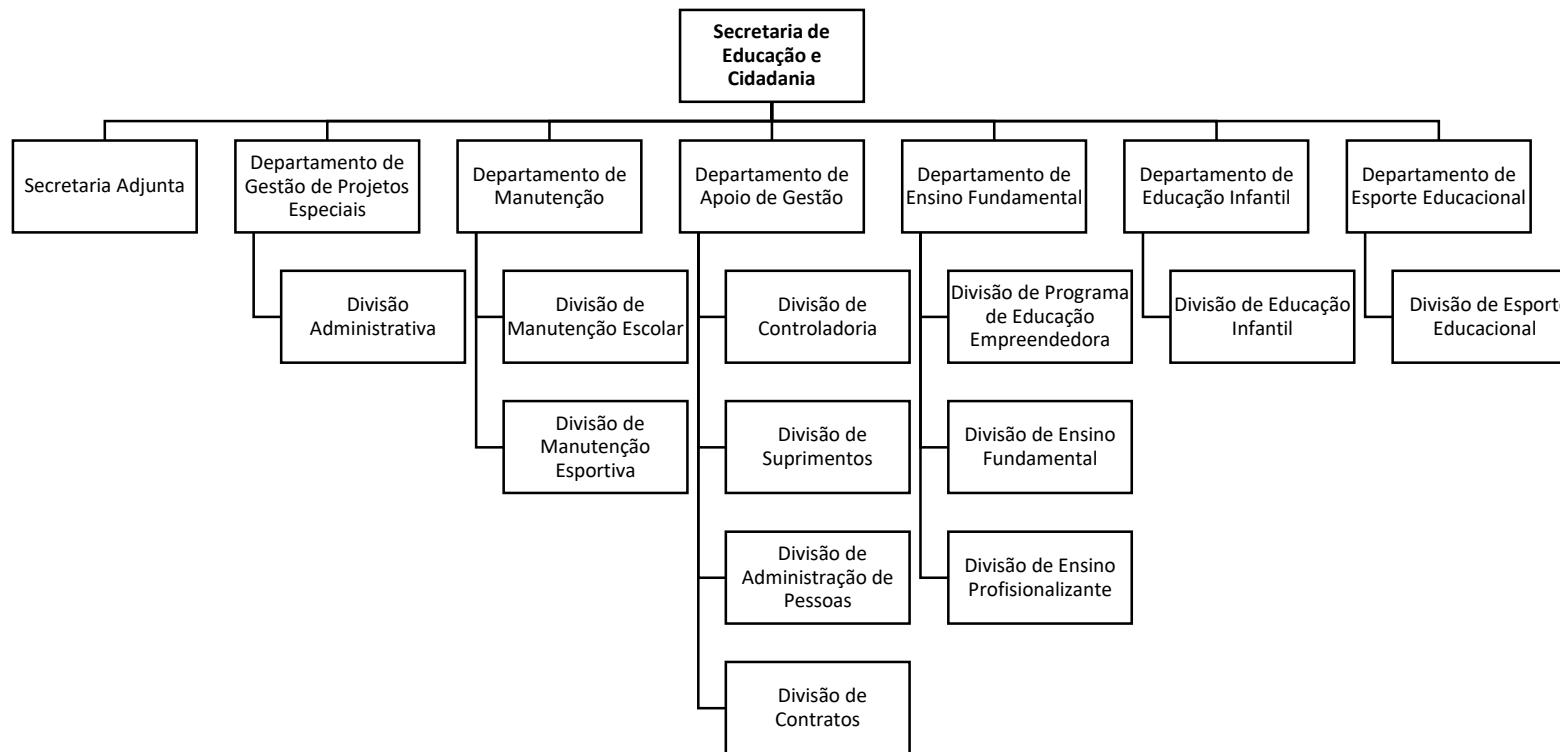 Secretaria de
Educação e
Cidadania
Secretaria Adjunta
Departamento de
Gestão de Projetos
Especiais
Departamento de
Manutenção
Departamento de
Apoio de Gestão
Departamento de
Ensino Fundamental
Departamento de
Educação Infantil
Departamento de
Esporte Educacional
Divisão
Administrativa
Divisão de
Manutenção Escolar
Divisão de
Controladoria
Divisão de Programa
de Educação
Empreendedora
Divisão de Educação
Infantil
Divisão de Esporte
Educacional
Divisão de
Manutenção
Esportiva
Divisão de
Suprimentos
Divisão de Ensino
Fundamental
Divisão de
Administração de
Pessoas
Divisão de Ensino
Profisionalizante
Divisão de
Contratos